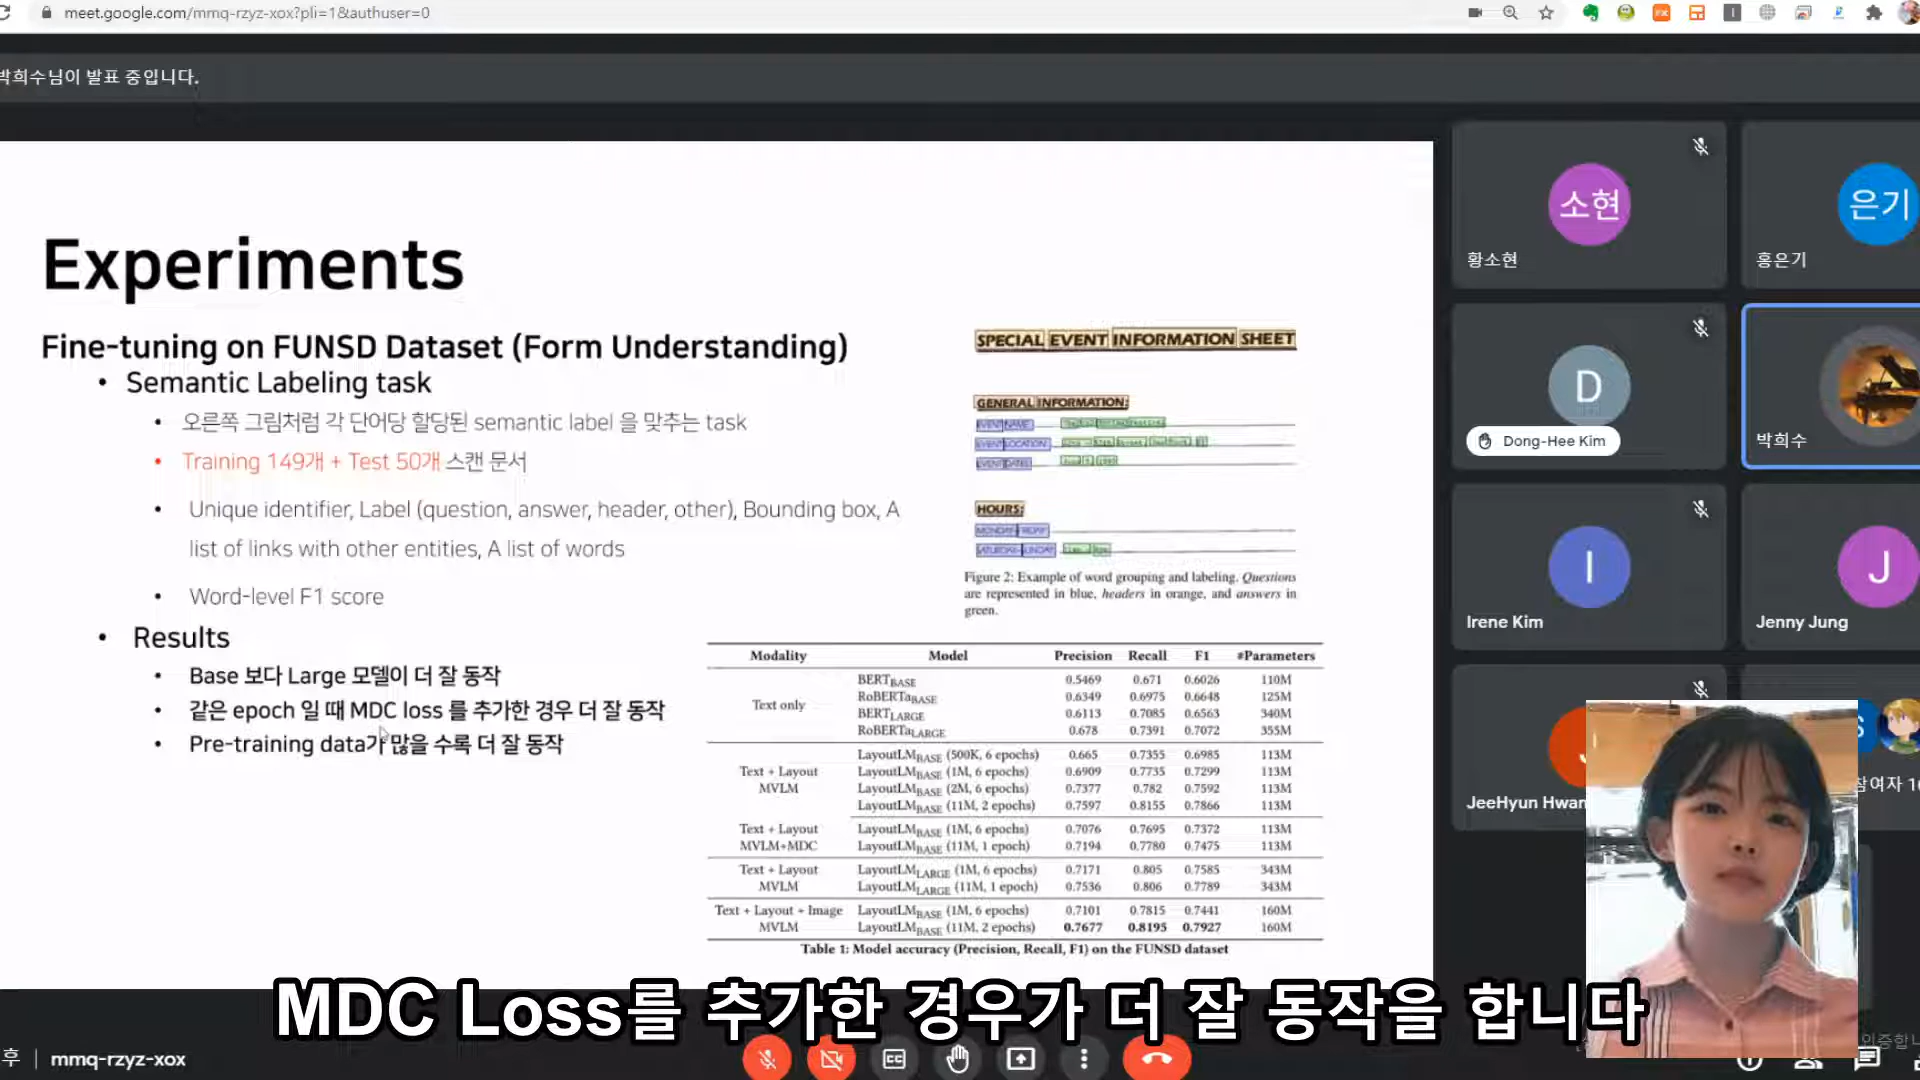 meet.google.com/mmq-rzyz-xox?pli=1&authuser=0
박희수님이 발표 중입니다.
Experiments
Fine-tuning on FUNSD Dataset (Form Understanding)
• Semantic Labeling task
• 오른쪽 그림처럼 각 단어당 할당된 semantic label 을 맞추는 task
• Training 149개 + Test 50개 스캔 문서
• Unique identifier, Label (question, answer, header, other), Bounding box, A
list of links with other entities, A list of words
• Word-level F1 score
• Results
• Base 보다 Large 모델이 더 잘 동작
• 같은 epoch 일 때 MDC loss 를 추가한 경우 더 잘 동작
• Pre-training data가 많을 수록 더 잘 동작
SPECIAL EVENT INFORMATION SHEET
GENERAL INFORMATION:
EVENT NAME:
EVENT LOCATION:
EVENT DATES:
HOURS:
MONDAY-FRIDAY:
SATURDAY-SUNDAY:
Figure 2: Example of word grouping and labeling. Questions
are represented in blue, headers in orange, and answers in
green.
Modality Model Precision Recall F1 #Parameters
Text only
BERTBASE 0.5469 0.671 0.6026 110M
RoBERTaBASE 0.6349 0.6975 0.6648 125M
BERTLARGE 0.6113 0.7085 0.6563 340M
RoBERTaLARGE 0.678 0.7391 0.7072 355M
Text + Layout
MVLM
LayoutLMBASE (500K, 6 epochs) 0.665 0.7355 0.6985 113M
LayoutLMBASE (1M, 6 epochs) 0.6909 0.7735 0.7299 113M
LayoutLMBASE (2M, 6 epochs) 0.7377 0.782 0.7592 113M
LayoutLMBASE (11M, 2 epochs) 0.7597 0.8155 0.7866 113M
Text + Layout
MVLM+MDC
LayoutLMBASE (1M, 6 epochs) 0.7076 0.7695 0.7372 113M
LayoutLMBASE (11M, 1 epoch) 0.7194 0.7780 0.7475 113M
Text + Layout
MVLM
LayoutLMLARGE (1M, 6 epochs) 0.7171 0.805 0.7585 343M
LayoutLMLARGE (11M, 1 epoch) 0.7536 0.806 0.7789 343M
Text + Layout + Image
MVLM
LayoutLMBASE (1M, 6 epochs) 0.7101 0.7815 0.7441 160M
LayoutLMBASE (11M, 2 epochs) 0.7677 0.8195 0.7927 160M
Table 1: Model accuracy (Precision, Recall, F1) on the FUNSD dataset
소현
황소현
은기
홍은기
D
Dong-Hee Kim
박희수
I
Irene Kim
J
Jenny Jung
JeeHyun Hwan
참여자
MDC Loss를 추가한 경우가 더 잘 동작을 합니다
후 | mmq-rzyz-xox